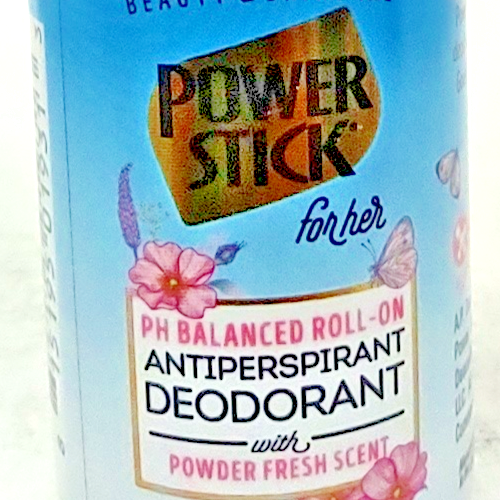 POWER
STICK
for her
PH BALANCED ROLL-ON
ANTIPERSPIRANT
DEODORANT
with
POWDER FRESH SCENT